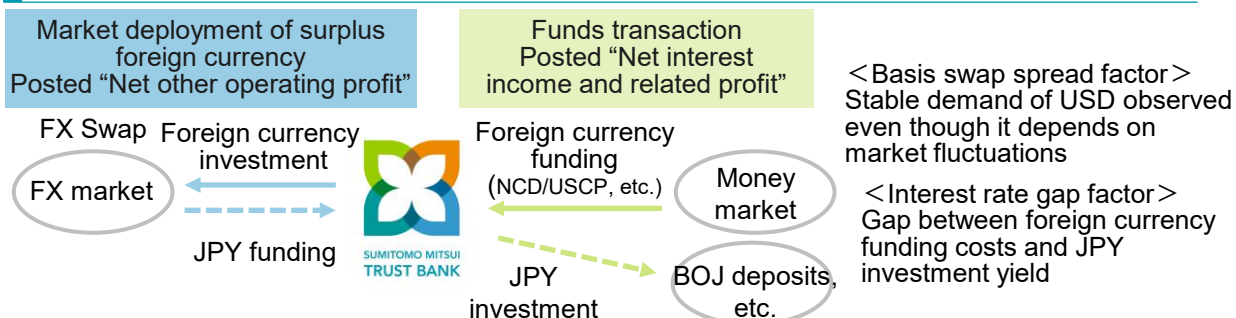 Market deployment of surplus
foreign currency
Posted “Net other operating profit”
Funds transaction
Posted “Net interest
income and related profit”
FX Swap
Foreign currency
investment
FX market
JPY funding
SUMITOMO MITSUI
TRUST BANK
Foreign currency
funding
(NCD/USCP, etc.)
Money
market
JPY
investment
BOJ deposits,
etc.
＜Basis swap spread factor＞
Stable demand of USD observed
even though it depends on
market fluctuations
＜Interest rate gap factor＞
Gap between foreign currency
funding costs and JPY
investment yield